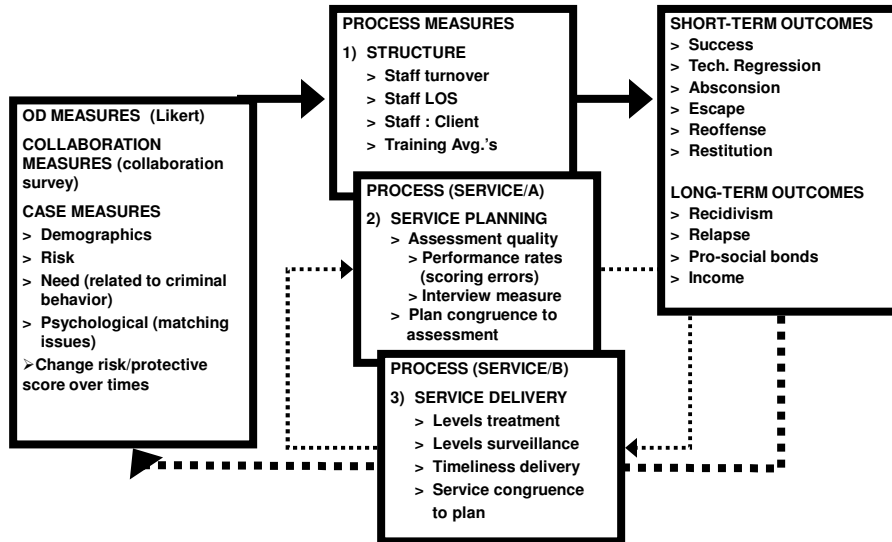 OD MEASURES (Likert)
COLLABORATION
MEASURES (collaboration
survey)
CASE MEASURES
> Demographics
> Risk
> Need (related to criminal
behavior)
> Psychological (matching
issues)
➢Change risk/protective
score over times
PROCESS MEASURES
1) STRUCTURE
> Staff turnover
> Staff LOS
> Staff : Client
> Training Avg.'s
PROCESS (SERVICE/A)
2) SERVICE PLANNING
> Assessment quality
> Performance rates
(scoring errors)
> Interview measure
> Plan congruence to
assessment
PROCESS (SERVICE/B)
3) SERVICE DELIVERY
> Levels treatment
> Levels surveillance
> Timeliness delivery
> Service congruence
to plan
SHORT-TERM OUTCOMES
> Success
> Tech. Regression
> Absconsion
> Escape
> Reoffense
> Restitution
LONG-TERM OUTCOMES
> Recidivism
> Relapse
> Pro-social bonds
> Income